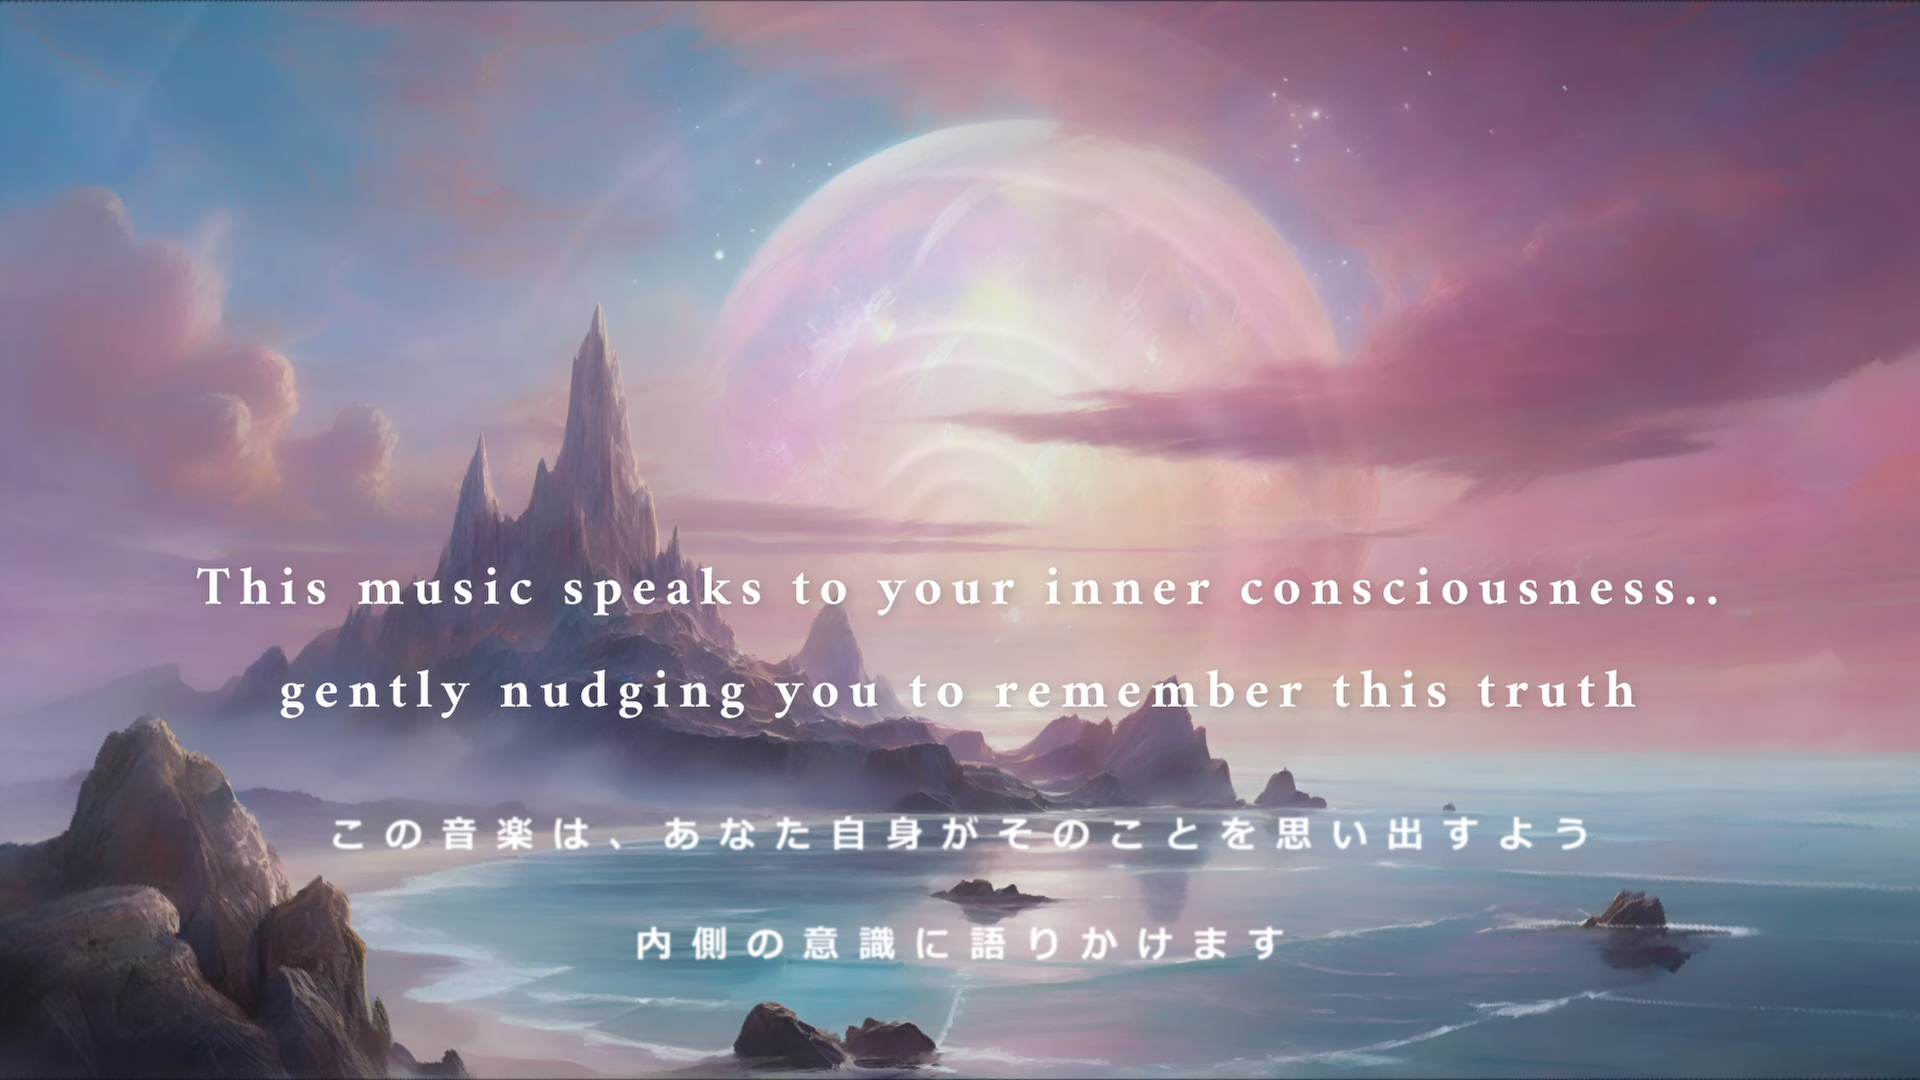 This music speaks to your inner consciousness..
gently nudging you to remember this truth
この音楽は、あなた自身がそのことを思い出すよう
内側の意識に語りかけます